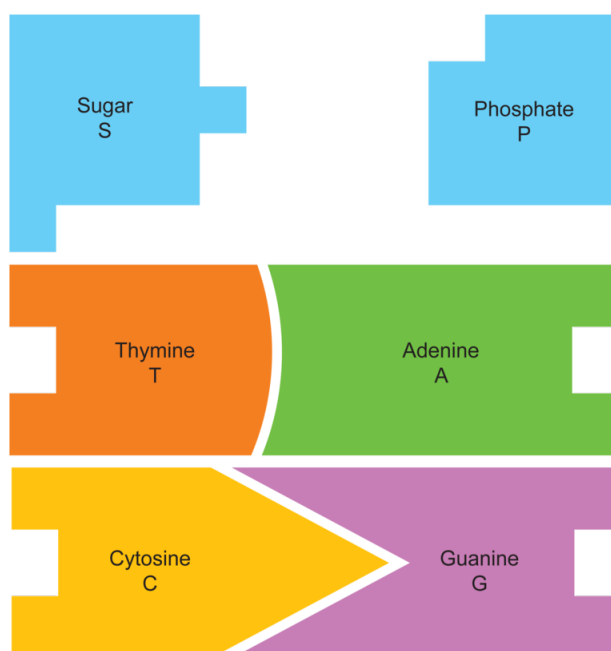 Sugar
S
Phosphate
P
Thymine
T
Adenine
A
Cytosine
C
Guanine
G